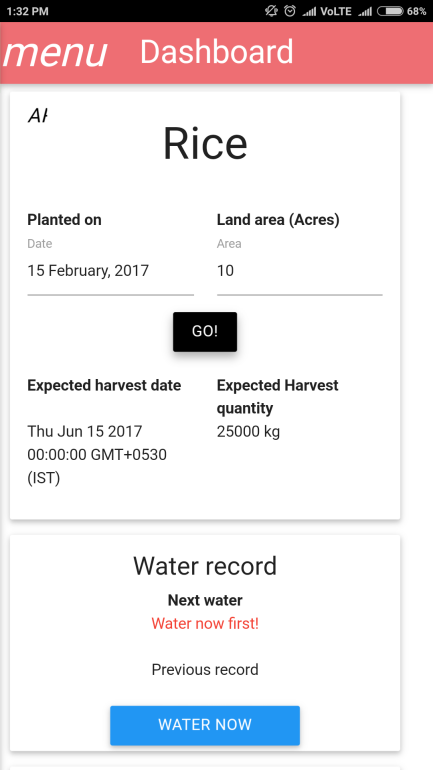 1:32 PM VoLTE 68%
menu Dashboard
Rice
Planted on Land area (Acres)
Date Area
15 February, 2017 10
GO!
Expected harvest date Expected Harvest
quantity
Thu Jun 15 2017 25000 kg
00:00:00 GMT+0530
(IST)
Water record
Next water
Water now first!
Previous record
WATER NOW